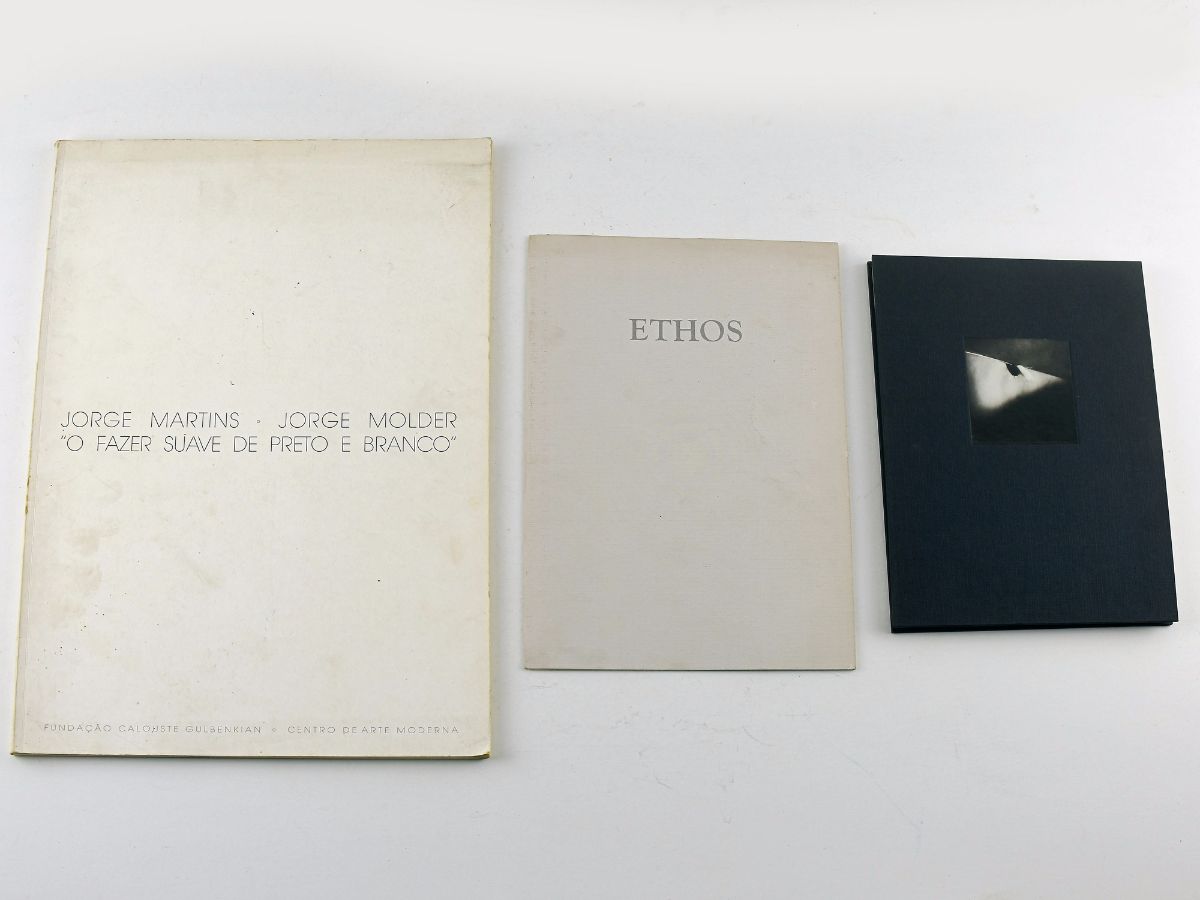 JORGE MARTINS • JORGE MOLDER
"O FAZER SUAVE DE PRETO E BRANCO"
FUNDAÇÃO CALOUSTE GULBENKIAN • CENTRO DE ARTE MODERNA
ETHOS